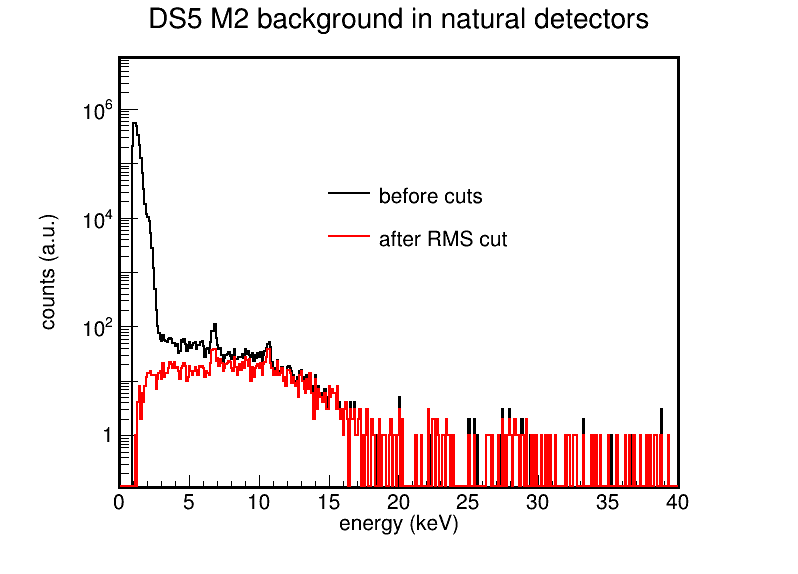 DS5 M2 background in natural detectors
counts (a.u.)
10^6
10^4
10^2
1
before cuts
after RMS cut
0 5 10 15 20 25 30 35 40
energy (keV)